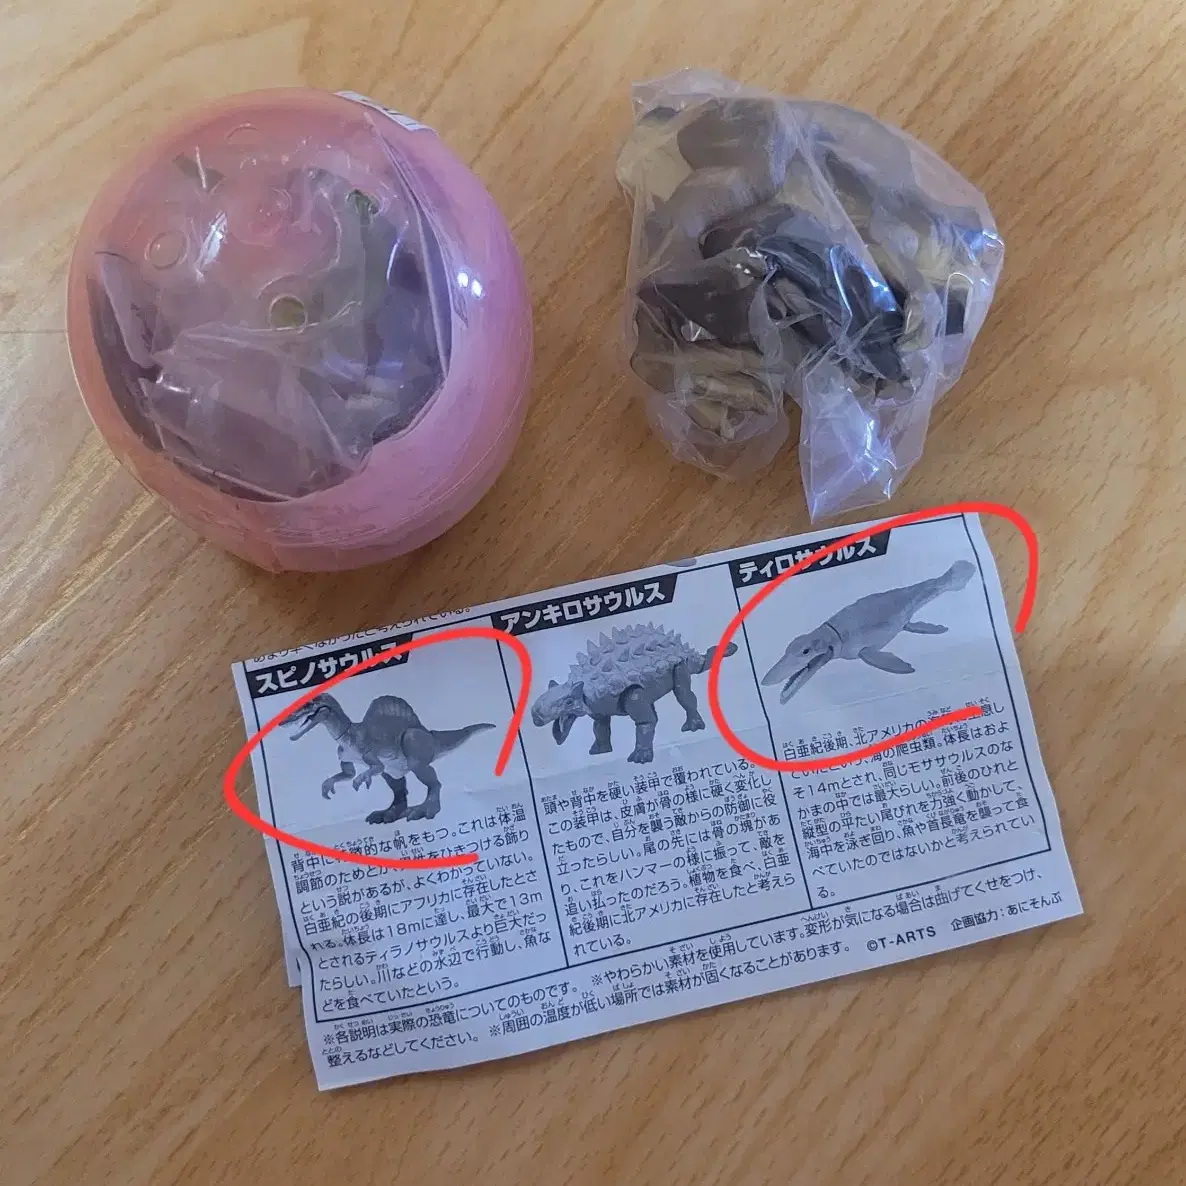 スピノサウルス
背中に特徴的な帆をもつ。これは体温
調節のためとか、異性をひきつける飾り
という説があるが、よくわかっていない。
白亜紀の後期にアフリカに存在したとさ
れる。体長は18mに達し、最大で13m
とされるティラノサウルスより巨大だっ
たらしい。川などの水辺で行動し、魚な
どを食べていたという。
アンキロサウルス
頭や背中を硬い装甲で覆われている。
この装甲は、皮膚が骨の様に硬く変化し
たもので、自分を襲う敵からの防御に役
立ったらしい。尾の先には骨の塊があ
り、これをハンマーの様に振って、敵を
追い払ったのだろう。植物を食べ、白亜
紀後期に北アメリカに存在したと考えら
れている。
ティロサウルス
白亜紀後期、北アメリカの海に生息し
ていたという、海の爬虫類。体長はおよ
そ14mとされ、同じモササウルスのな
かまの中では最大らしい。前後のひれと
縦型の平たい尾びれを力強く動かして
海中を泳ぎ回り、魚や首長竜を襲って食
べていたのではないかと考えられてい
る。
※各説明は実際の恐竜についてのものです。 ※やわらかい素材を使用しています。変形が気になる場合は曲げてくせをつけ、
整えるなどしてください。 ※周囲の温度が低い場所では素材が固くなることがあります。 ©T-ARTS 企画協力：あにそんぶ